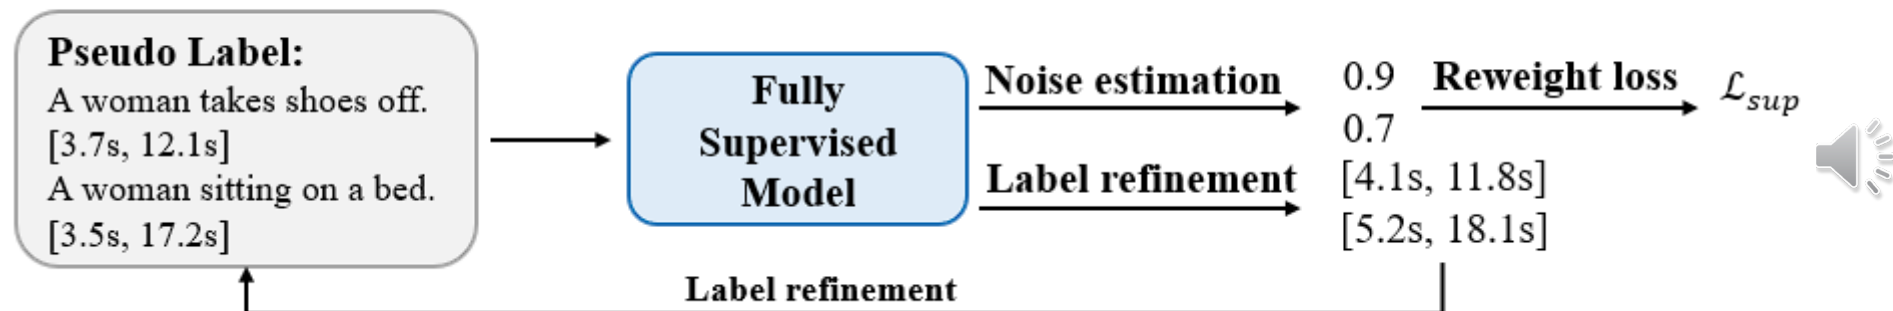 Pseudo Label:
A woman takes shoes off.
[3.7s, 12.1s]
A woman sitting on a bed.
[3.5s, 17.2s]
Fully
Supervised
Model
Noise estimation
Label refinement
0.9
0.7
[4.1s, 11.8s]
[5.2s, 18.1s]
Reweight loss
ℒ_sup
Label refinement